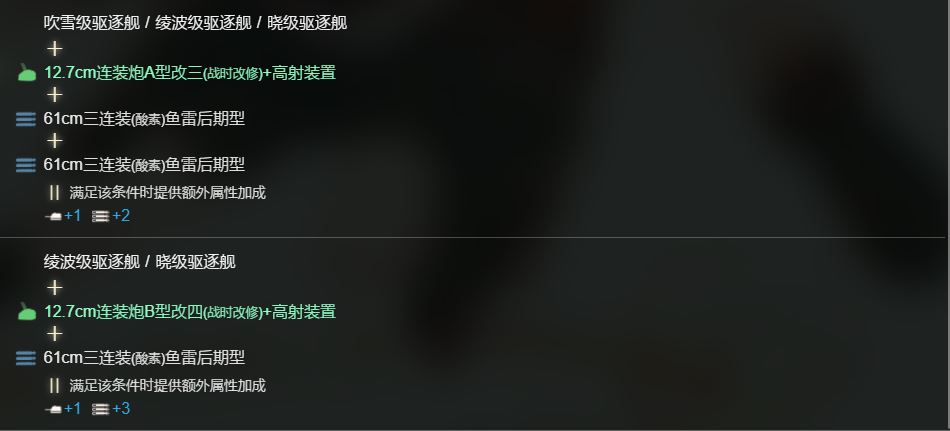 吹雪级驱逐舰 / 绫波级驱逐舰 / 晓级驱逐舰
+
12.7cm连装炮A型改三(战时改修)+高射装置
+
61cm三连装(酸素)鱼雷后期型
+
61cm三连装(酸素)鱼雷后期型
满足该条件时提供额外属性加成
+1 +2
绫波级驱逐舰 / 晓级驱逐舰
+
12.7cm连装炮B型改四(战时改修)+高射装置
+
61cm三连装(酸素)鱼雷后期型
满足该条件时提供额外属性加成
+1 +3